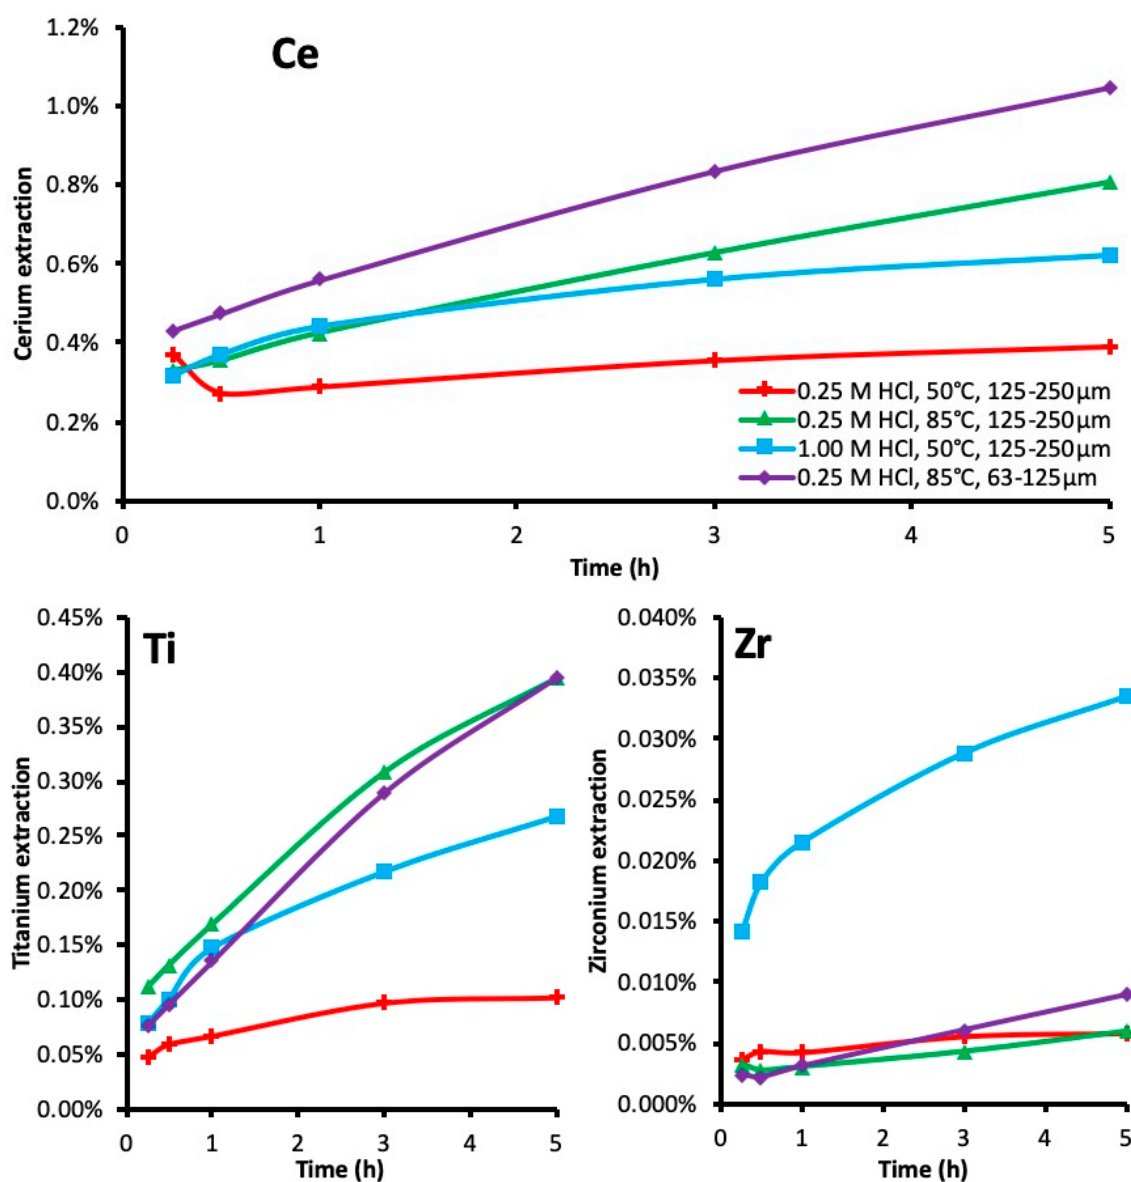 Ce
Cerium extraction
1.2%
1.0%
0.8%
0.6%
0.4%
0.2%
0.0%
0.25 M HCl, 50°C, 125-250µm
0.25 M HCl, 85°C, 125-250µm
1.00 M HCl, 50°C, 125-250µm
0.25 M HCl, 85°C, 63-125µm
0 1 2 3 4 5
Time (h)
Ti
Titanium extraction
0.45%
0.40%
0.35%
0.30%
0.25%
0.20%
0.15%
0.10%
0.05%
0.00%
0 1 2 3 4 5
Time (h)
Zr
Zirconium extraction
0.040%
0.035%
0.030%
0.025%
0.020%
0.015%
0.010%
0.005%
0.000%
0 1 2 3 4 5
Time (h)